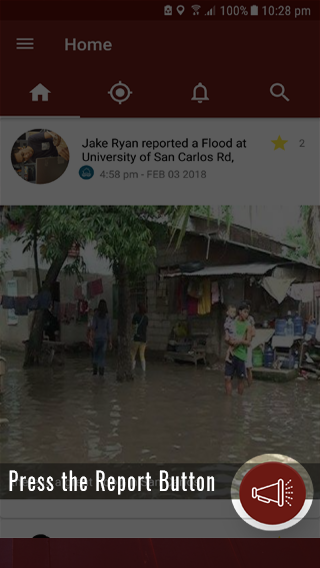 100% 10:28 pm
Home
Jake Ryan reported a Flood at
University of San Carlos Rd,
2
4:58 pm - FEB 03 2018
Press the Report Button